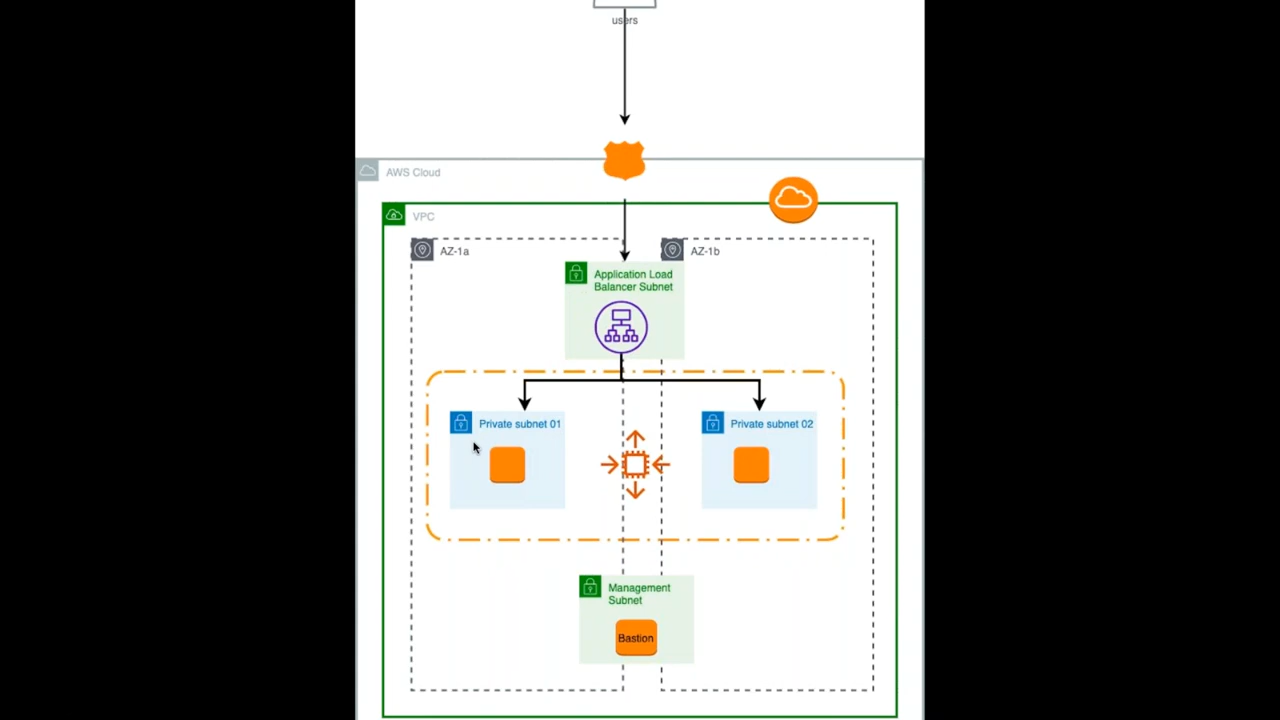 users
AWS Cloud
VPC
AZ-1a
AZ-1b
Application Load
Balancer Subnet
Private subnet 01
Private subnet 02
Management
Subnet
Bastion